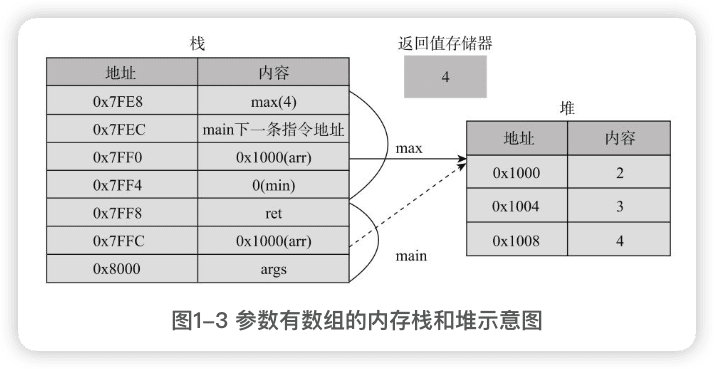 栈
地址 内容
0x7FE8 max(4)
0x7FEC main下一条指令地址
0x7FF0 0x1000(arr)
0x7FF4 0(min)
0x7FF8 ret
0x7FFC 0x1000(arr)
0x8000 args
max
main
返回值存储器
4
堆
地址 内容
0x1000 2
0x1004 3
0x1008 4
图1-3 参数有数组的内存栈和堆示意图